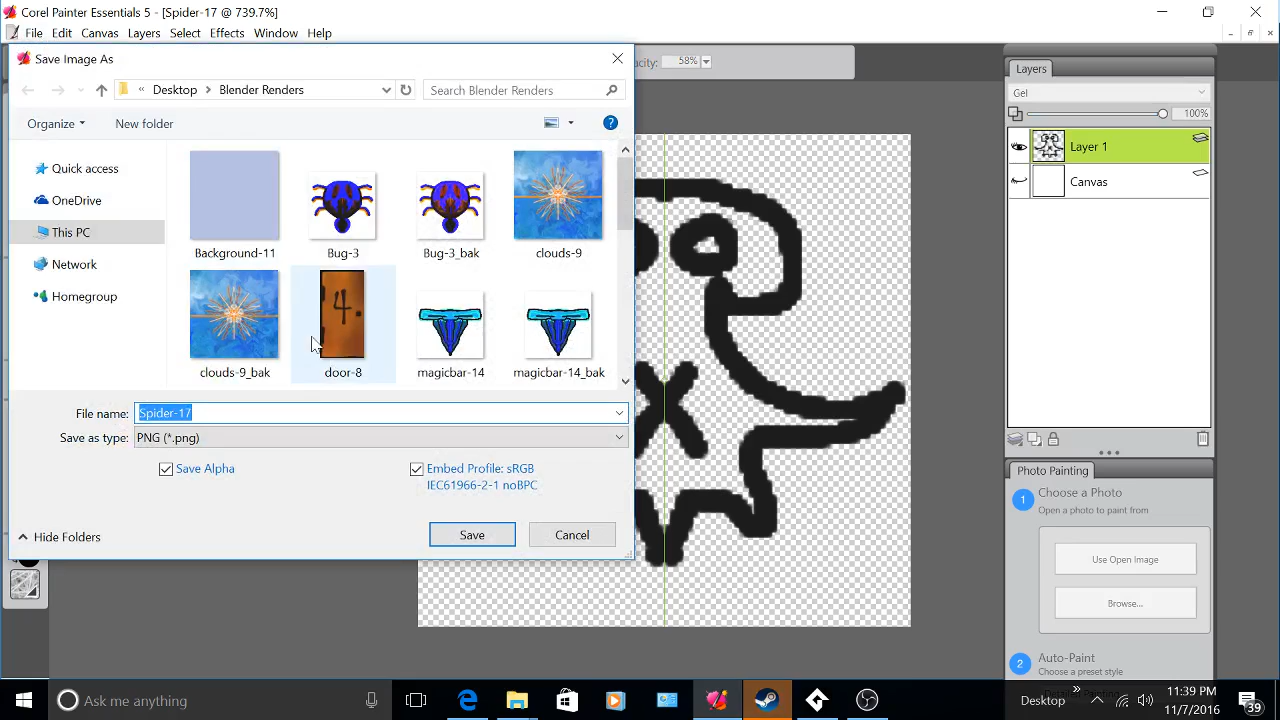 Corel Painter Essentials 5 - [Spider-17 @ 739.7%]
File Edit Canvas Layers Select Effects Window Help
Save Image As
acity: 58%
« Desktop > Blender Renders
Search Blender Renders
Organize
New folder
Quick access
OneDrive
This PC
Network
Homegroup
Background-11
Bug-3
Bug-3_bak
clouds-9
4.
clouds-9_bak
door-8
magicbar-14
magicbar-14_bak
File name: Spider-17
Save as type: PNG (*.png)
Save Alpha
Embed Profile: sRGB
IEC61966-2-1 noBPC
Hide Folders
Save
Cancel
Layers
Gel
100%
Layer 1
Canvas
Photo Painting
1 Choose a Photo
Open a photo to paint from
Use Open Image
Browse...
2 Auto-Paint
Choose a preset style
Ask me anything
Desktop
11:39 PM
11/7/2016
39